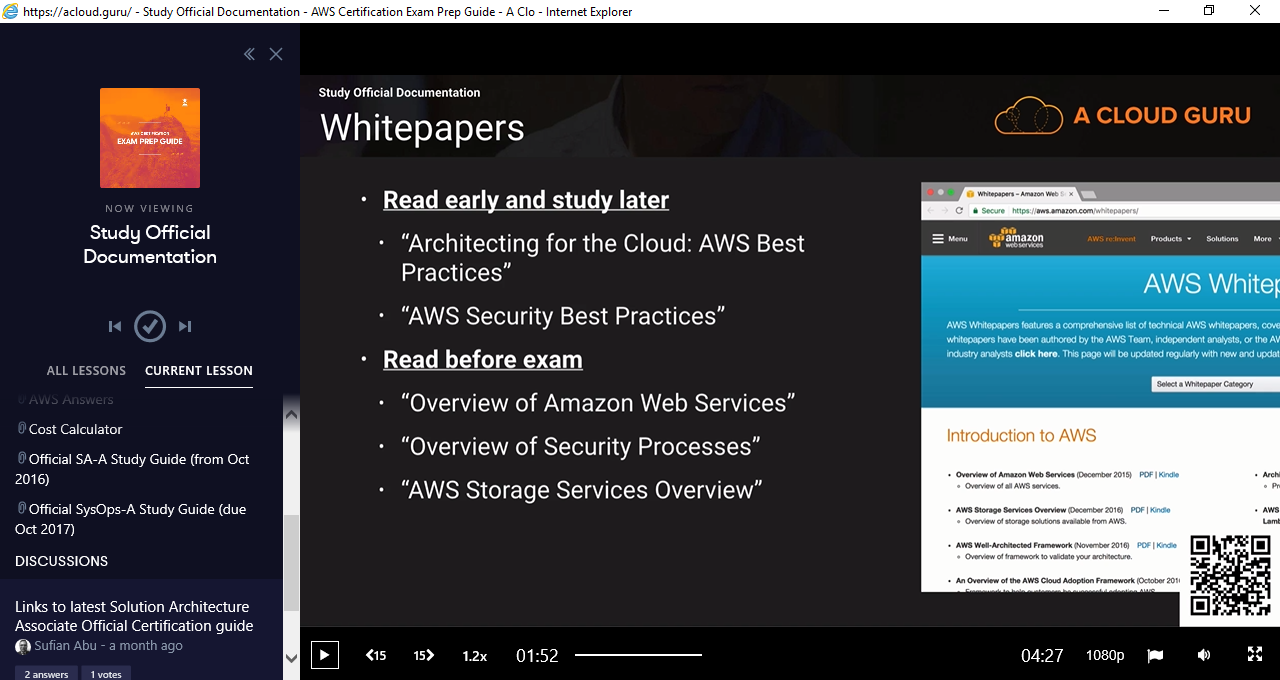 https://acloud.guru/ - Study Official Documentation - AWS Certification Exam Prep Guide - A Clo - Internet Explorer
AWS CERTIFICATION
EXAM PREP GUIDE
NOW VIEWING
Study Official
Documentation
ALL LESSONS CURRENT LESSON
AWS Answers
Cost Calculator
Official SA-A Study Guide (from Oct
2016)
Official SysOps-A Study Guide (due
Oct 2017)
DISCUSSIONS
Links to latest Solution Architecture
Associate Official Certification guide
Sufian Abu - a month ago
2 answers 1 votes
Study Official Documentation
Whitepapers
A CLOUD GURU
• Read early and study later
• “Architecting for the Cloud: AWS Best
Practices”
• “AWS Security Best Practices”
• Read before exam
• “Overview of Amazon Web Services”
• “Overview of Security Processes”
• “AWS Storage Services Overview”
Whitepapers – Amazon Web S
Secure https://aws.amazon.com/whitepapers/
Menu amazon web services AWS re:Invent Products Solutions More
AWS Whitep
AWS Whitepapers features a comprehensive list of technical AWS whitepapers, cove
whitepapers have been authored by the AWS Team, independent analysts, or the AW
industry analysts click here. This page will be updated regularly with new and updat
Select a Whitepaper Category
Introduction to AWS
• Overview of Amazon Web Services (December 2015) PDF | Kindle
Overview of all AWS services.
• AWS Storage Services Overview (December 2016) PDF | Kindle
Overview of storage solutions available from AWS.
• AWS Well-Architected Framework (November 2016) PDF | Kindle
Overview of framework to validate your architecture.
• An Overview of the AWS Cloud Adoption Framework (October 201
Framework to help customers be successful adopting AWS
• Archi
Pr
• AWS
Lamb
15 15 1.2x 01:52 04:27 1080p